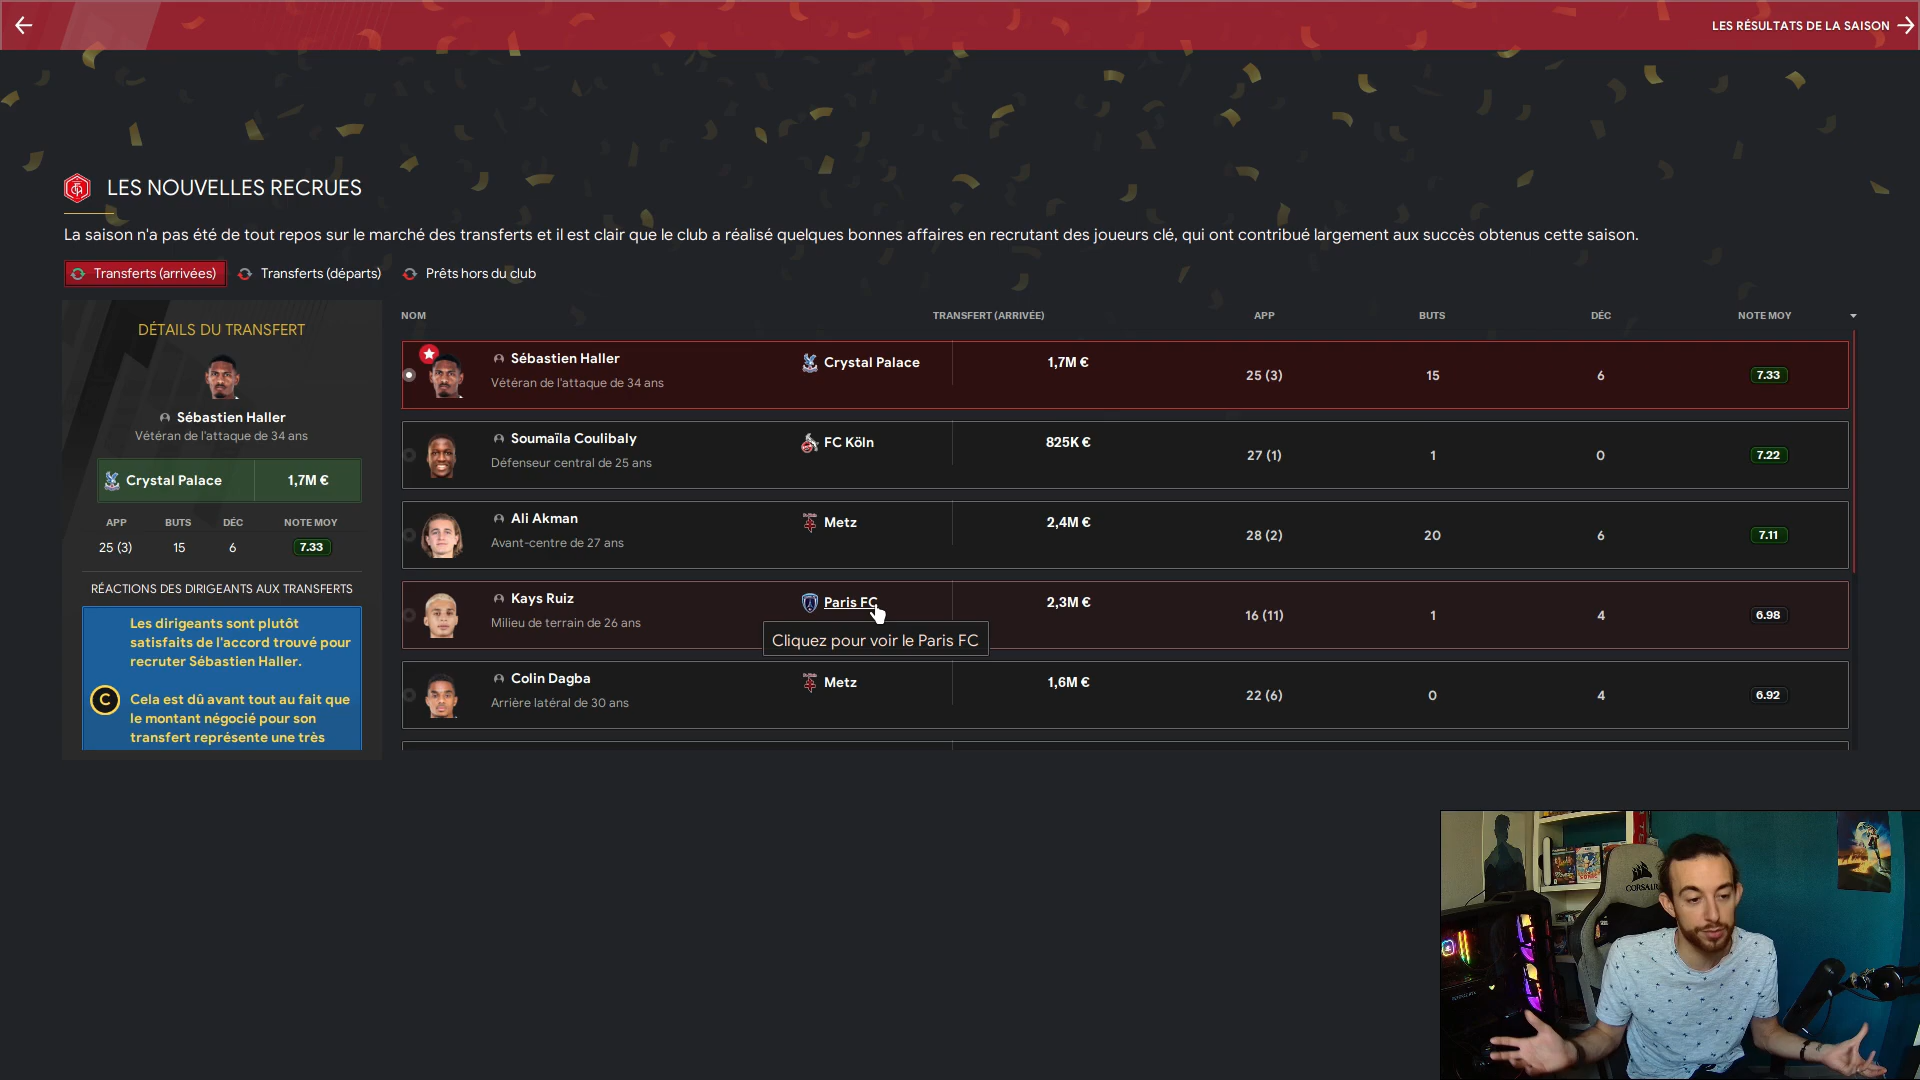 LES RÉSULTATS DE LA SAISON
LES NOUVELLES RECRUES
La saison n'a pas été de tout repos sur le marché des transferts et il est clair que le club a réalisé quelques bonnes affaires en recrutant des joueurs clé, qui ont contribué largement aux succès obtenus cette saison.
Transferts (arrivées) Transferts (départs) Prêts hors du club
DÉTAILS DU TRANSFERT
Sébastien Haller
Vétéran de l'attaque de 34 ans
Crystal Palace 1,7M €
APP BUTS DÉC NOTE MOY
25 (3) 15 6 7.33
RÉACTIONS DES DIRIGEANTS AUX TRANSFERTS
Les dirigeants sont plutôt
satisfaits de l'accord trouvé pour
recruter Sébastien Haller.
C
Cela est dû avant tout au fait que
le montant négocié pour son
transfert représente une très
NOM TRANSFERT (ARRIVÉE) APP BUTS DÉC NOTE MOY
Sébastien Haller Crystal Palace 1,7M € 25 (3) 15 6 7.33
Vétéran de l'attaque de 34 ans
Soumaïla Coulibaly FC Köln 825K € 27 (1) 1 0 7.22
Défenseur central de 25 ans
Ali Akman Metz 2,4M € 28 (2) 20 6 7.11
Avant-centre de 27 ans
Kays Ruiz Paris FC 2,3M € 16 (11) 1 4 6.98
Milieu de terrain de 26 ans
Cliquez pour voir le Paris FC
Colin Dagba Metz 1,6M € 22 (6) 0 4 6.92
Arrière latéral de 30 ans
CORSAIR